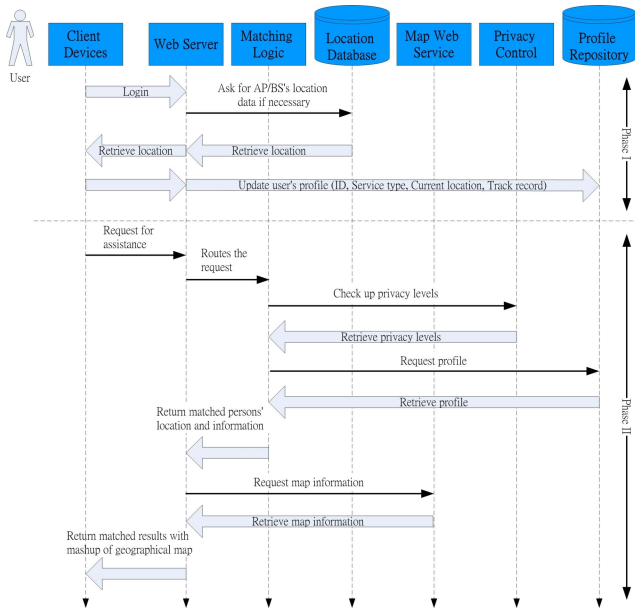 User
Client
Devices
Web Server
Matching
Logic
Location
Database
Map Web
Service
Privacy
Control
Profile
Repository
Login
Ask for AP/BS's location
data if necessary
Retrieve location
Retrieve location
Update user's profile (ID, Service type, Current location, Track record)
Phase I
Request for
assistance
Routes the
request
Check up privacy levels
Retrieve privacy levels
Request profile
Retrieve profile
Return matched persons'
location and information
Request map information
Retrieve map information
Return matched results with
mashup of geographical map
Phase II